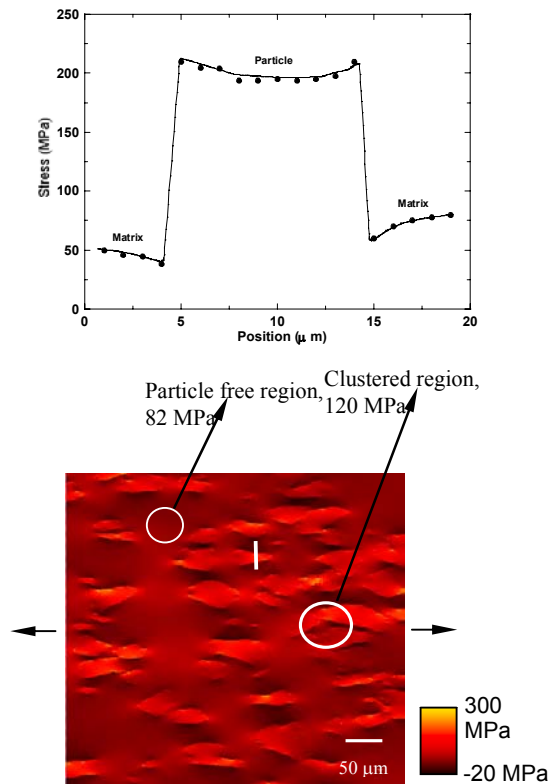 250
200
150
100
50
0
Stress (MPa)
Particle
Matrix
Matrix
0 5 10 15 20
Position (μ m)
Particle free region,
82 MPa
Clustered region,
120 MPa
50 μm
300
MPa
-20 MPa